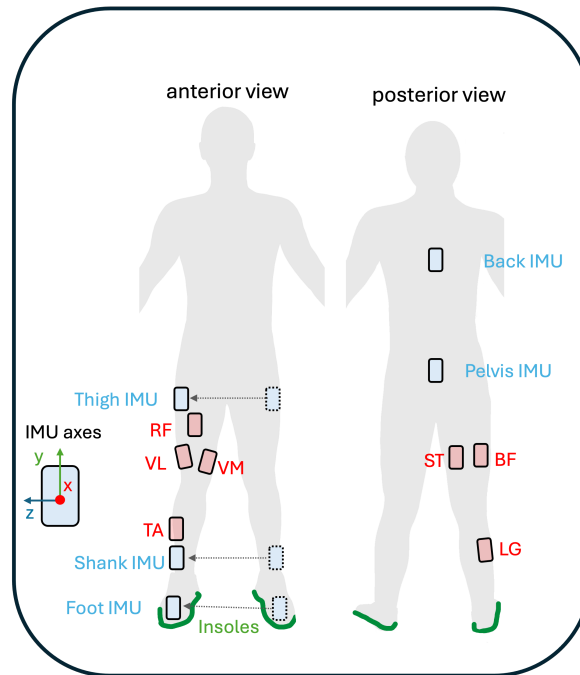 anterior view
posterior view
Back IMU
Pelvis IMU
Thigh IMU
RF
IMU axes
y
VL
VM
ST
BF
x
z
TA
LG
Shank IMU
Foot IMU
Insoles